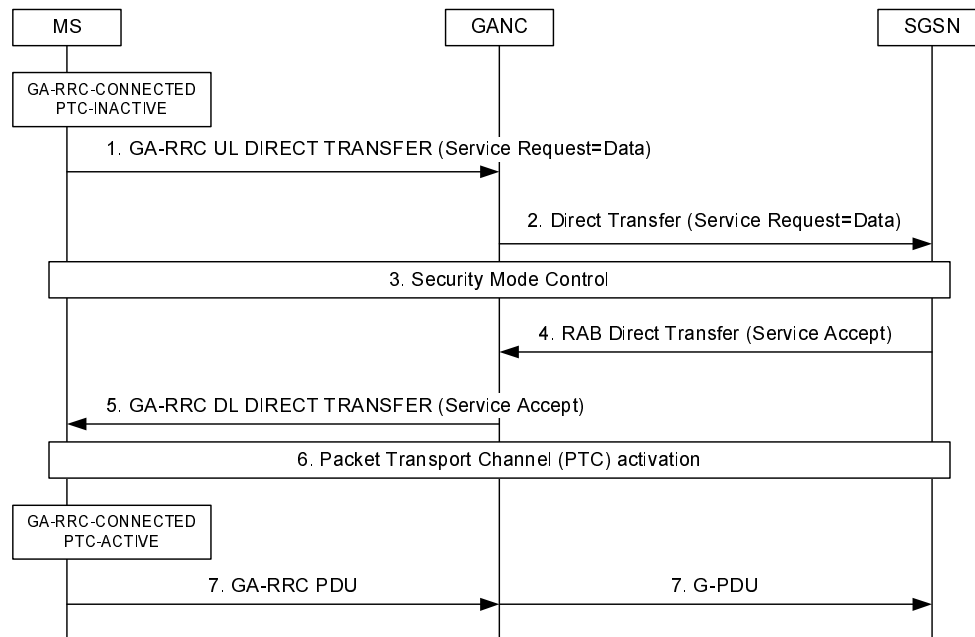 MS
GANC
SGSN
GA-RRC-CONNECTED
PTC-INACTIVE
1. GA-RRC UL DIRECT TRANSFER (Service Request=Data)
2. Direct Transfer (Service Request=Data)
3. Security Mode Control
4. RAB Direct Transfer (Service Accept)
5. GA-RRC DL DIRECT TRANSFER (Service Accept)
6. Packet Transport Channel (PTC) activation
GA-RRC-CONNECTED
PTC-ACTIVE
7. GA-RRC PDU
7. G-PDU